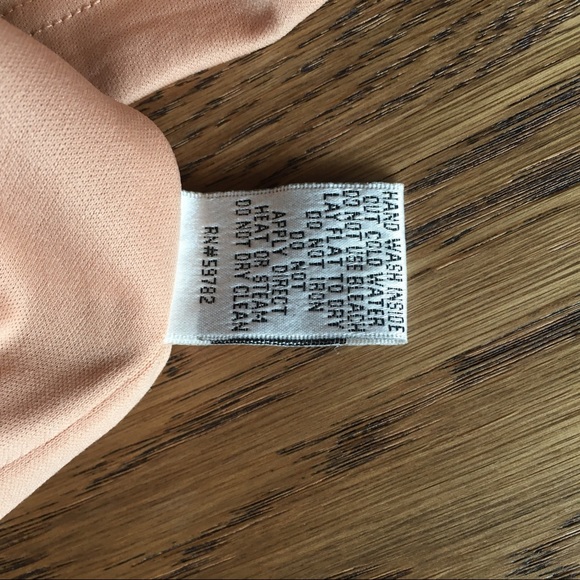 HAND WASH INSIDE
OUT COLD WATER
DO NOT USE BLEACH
LAY FLAT TO DRY
DO NOT IRON
DO NOT
APPLY DIRECT
HEAT OR STEAM
DO NOT DRY CLEAN
RN#59792